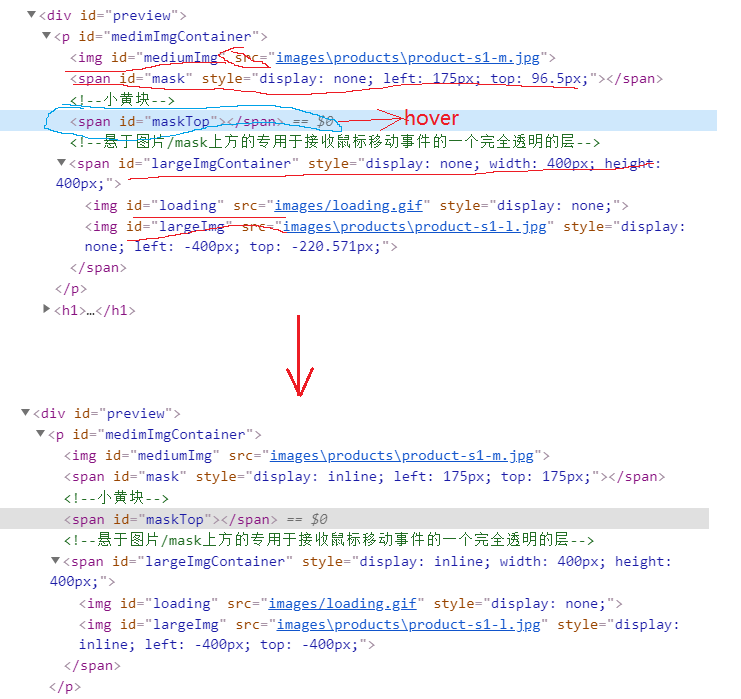 ▼<div id="preview">
▼<p id="medimImgContainer">
<img id="mediumImg" src="images\products\product-s1-m.jpg">
<span id="mask" style="display: none; left: 175px; top: 96.5px;"></span>
<!--小黄块-->
<span id="maskTop"></span> == $0
hover
<!--悬于图片/mask上方的专用于接收鼠标移动事件的一个完全透明的层-->
▼<span id="largeImgContainer" style="display: none; width: 400px; height:
400px;">
<img id="loading" src="images/loading.gif" style="display: none;">
<img id="largeImg" src="images\products\product-s1-l.jpg" style="display:
none; left: -400px; top: -220.571px;">
</span>
</p>
▶<h1>…</h1>
▼<div id="preview">
▼<p id="medimImgContainer">
<img id="mediumImg" src="images\products\product-s1-m.jpg">
<span id="mask" style="display: inline; left: 175px; top: 175px;"></span>
<!--小黄块-->
<span id="maskTop"></span> == $0
<!--悬于图片/mask上方的专用于接收鼠标移动事件的一个完全透明的层-->
▼<span id="largeImgContainer" style="display: inline; width: 400px; height:
400px;">
<img id="loading" src="images/loading.gif" style="display: none;">
<img id="largeImg" src="images\products\product-s1-l.jpg" style="display:
inline; left: -400px; top: -400px;">
</span>
</p>